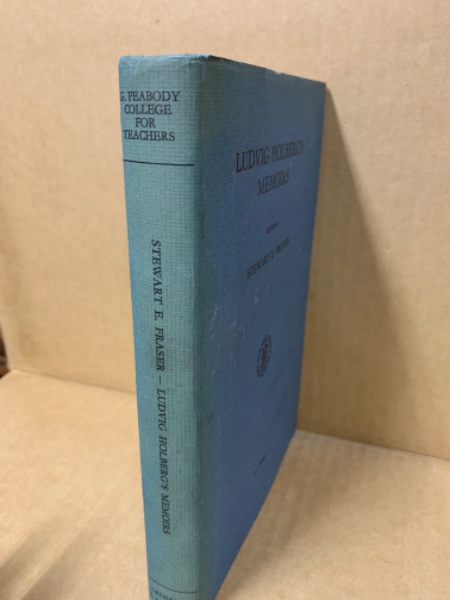 G. PEABODY
COLLEGE
FOR
TEACHERS
STEWART E. FRASER – LUDVIG HOLBERG'S MEMOIRS
LUDVIG HOLBERG'S
MEMOIRS
STEWART E. FRASER